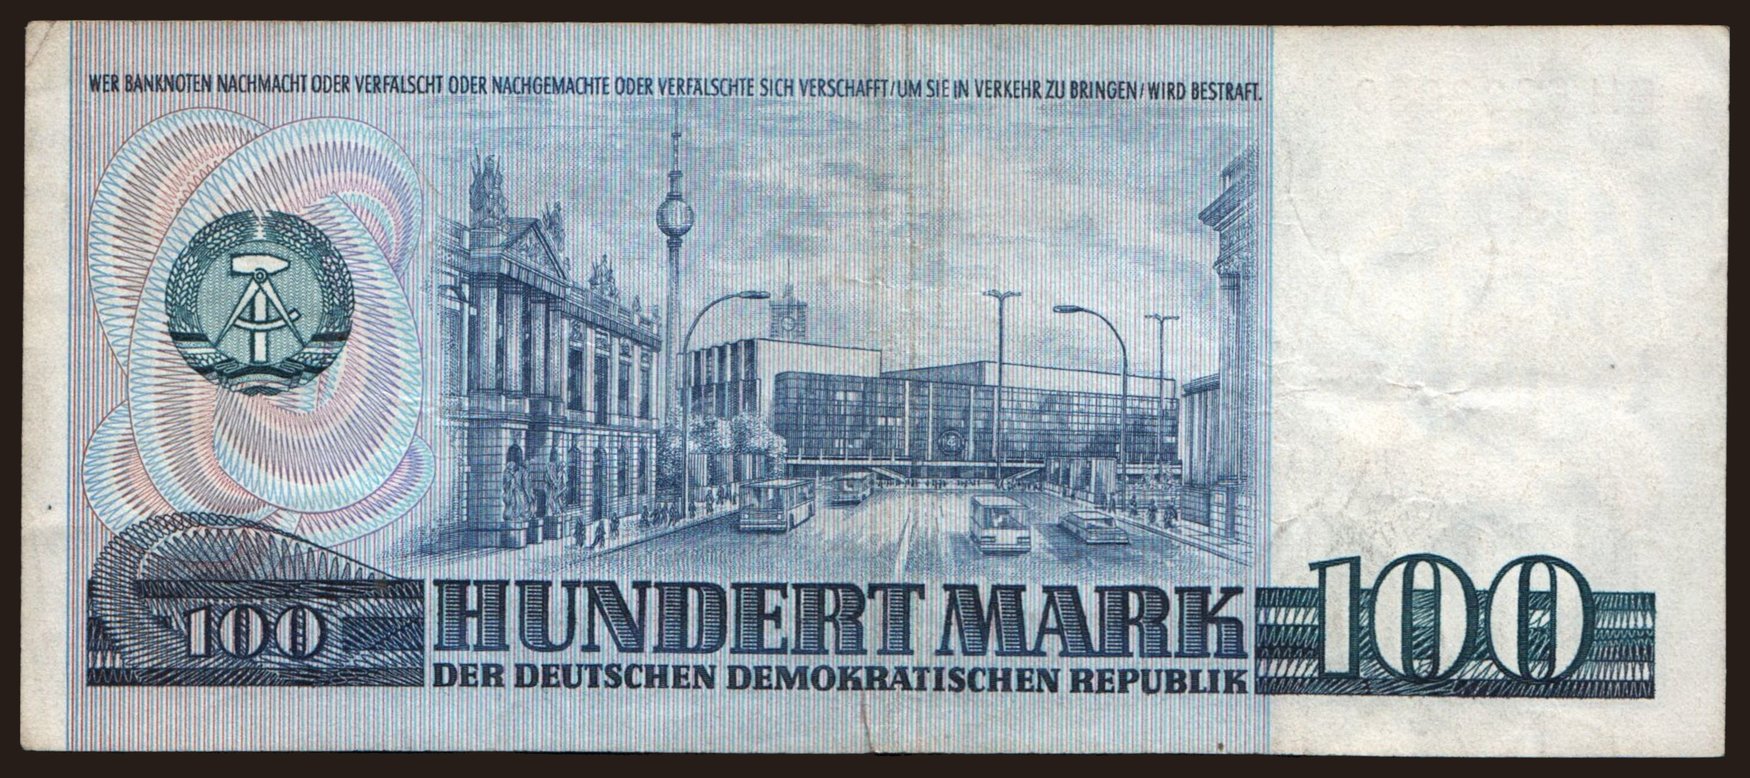 WER BANKNOTEN NACHMACHT ODER VERFÄLSCHT ODER NACHGEMACHTE ODER VERFÄLSCHTE SICH VERSCHAFFT/UM SIE IN VERKEHR ZU BRINGEN/WIRD BESTRAFT.
100
HUNDERT MARK
100
DER DEUTSCHEN DEMOKRATISCHEN REPUBLIK